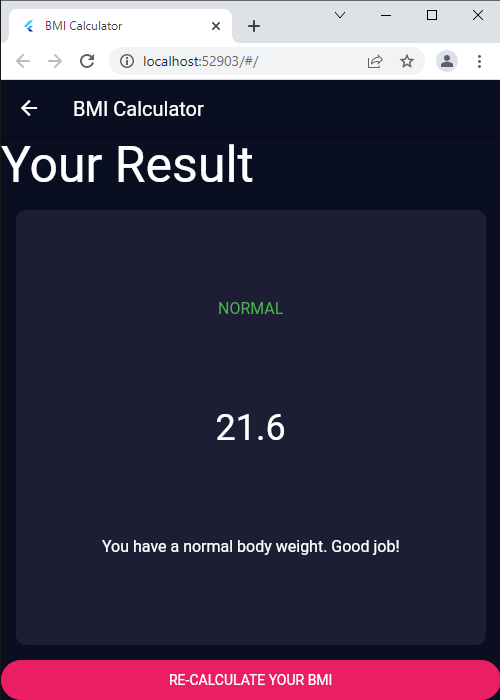 BMI Calculator
localhost:52903/#/
BMI Calculator
Your Result
NORMAL
21.6
You have a normal body weight. Good job!
RE-CALCULATE YOUR BMI